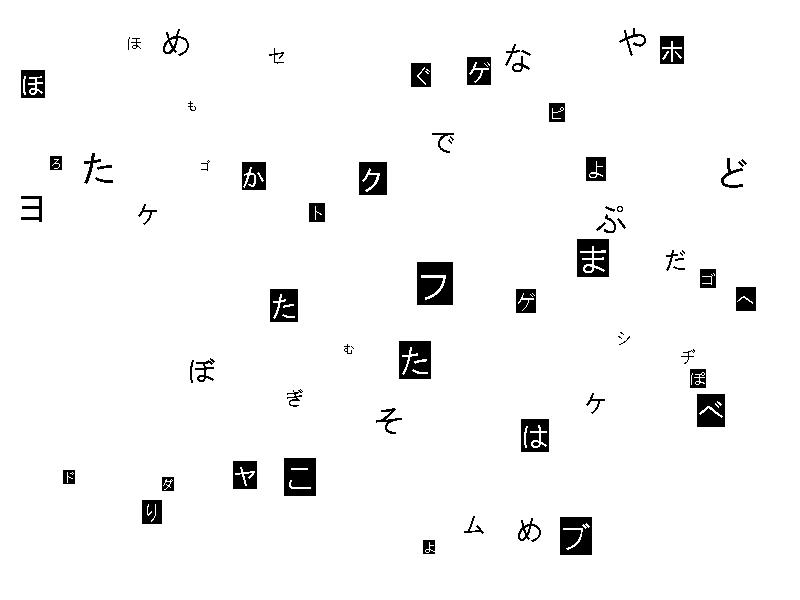 ほ
め
セ
や
ホ
な
ぐ
ゲ
ほ
も
ピ
で
ろ
た
ゴ
か
ク
よ
ど
ヨ
ケ
ト
ぷ
ま
だ
ゴ
フ
ゲ
ヘ
た
シ
む
た
ヂ
ぼ
ぽ
ぎ
ケ
ベ
そ
は
ド
ダ
ヤ
こ
り
ム
め
ブ
よ